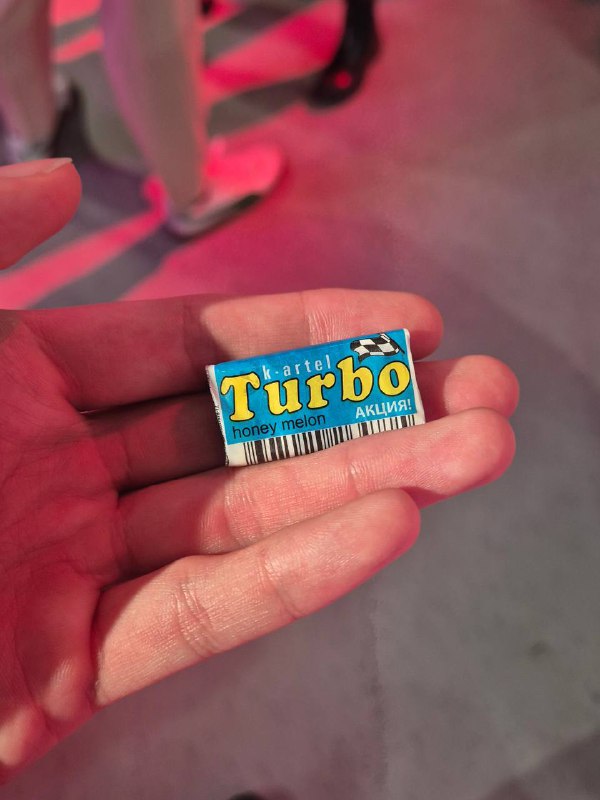 k-artel
Turbo
honey melon
АКЦИЯ!